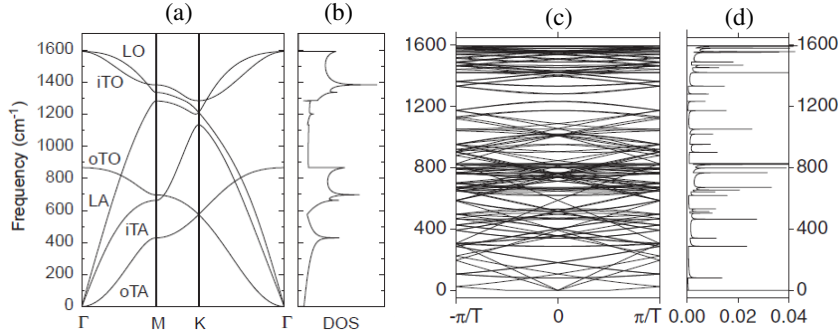 (a)
(b)
(c)
(d)
Frequency (cm-1)
1600
1400
1200
1000
800
600
400
200
0
LO
iTO
oTO
LA
iTA
oTA
Γ M K Γ
DOS
1600
1200
800
400
0
-π/T 0 π/T
1600
1200
800
400
0
0.00 0.02 0.04